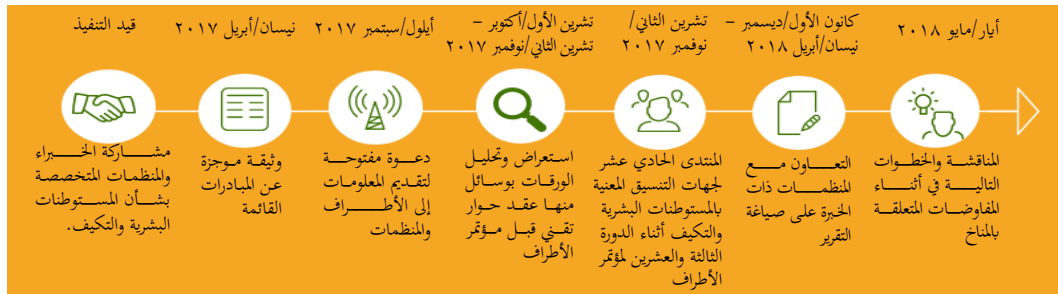 قيد التنفيذ
مشاركة الخبراء
والمنظمات المتخصصة
بشأن المستوطنات
البشرية والتكيف.
نيسان/أبريل ٢٠١٧
وثيقة موجزة
عن المبادرات
القائمة
أيلول/سبتمبر ٢٠١٧
دعوة مفتوحة
لتقديم المعلومات
إلى الأطراف
والمنظمات
تشرين الأول/أكتوبر –
تشرين الثاني/نوفمبر ٢٠١٧
استعراض وتحليل
الورقات بوسائل
منها عقد حوار
تقني قبل مؤتمر
الأطراف
تشرين الثاني/
نوفمبر ٢٠١٧
المنتدى الحادي عشر
لجهات التنسيق المعنية
بالمستوطنات البشرية
والتكيف أثناء الدورة
الثالثة والعشرين لمؤتمر
الأطراف
كانون الأول/ديسمبر –
نيسان/أبريل ٢٠١٨
التعاون مع
المنظمات ذات
الخبرة على صياغة
التقرير
أيار/مايو ٢٠١٨
المناقشة والخطوات
التالية في أثناء
المفاوضات المتعلقة
بالمناخ